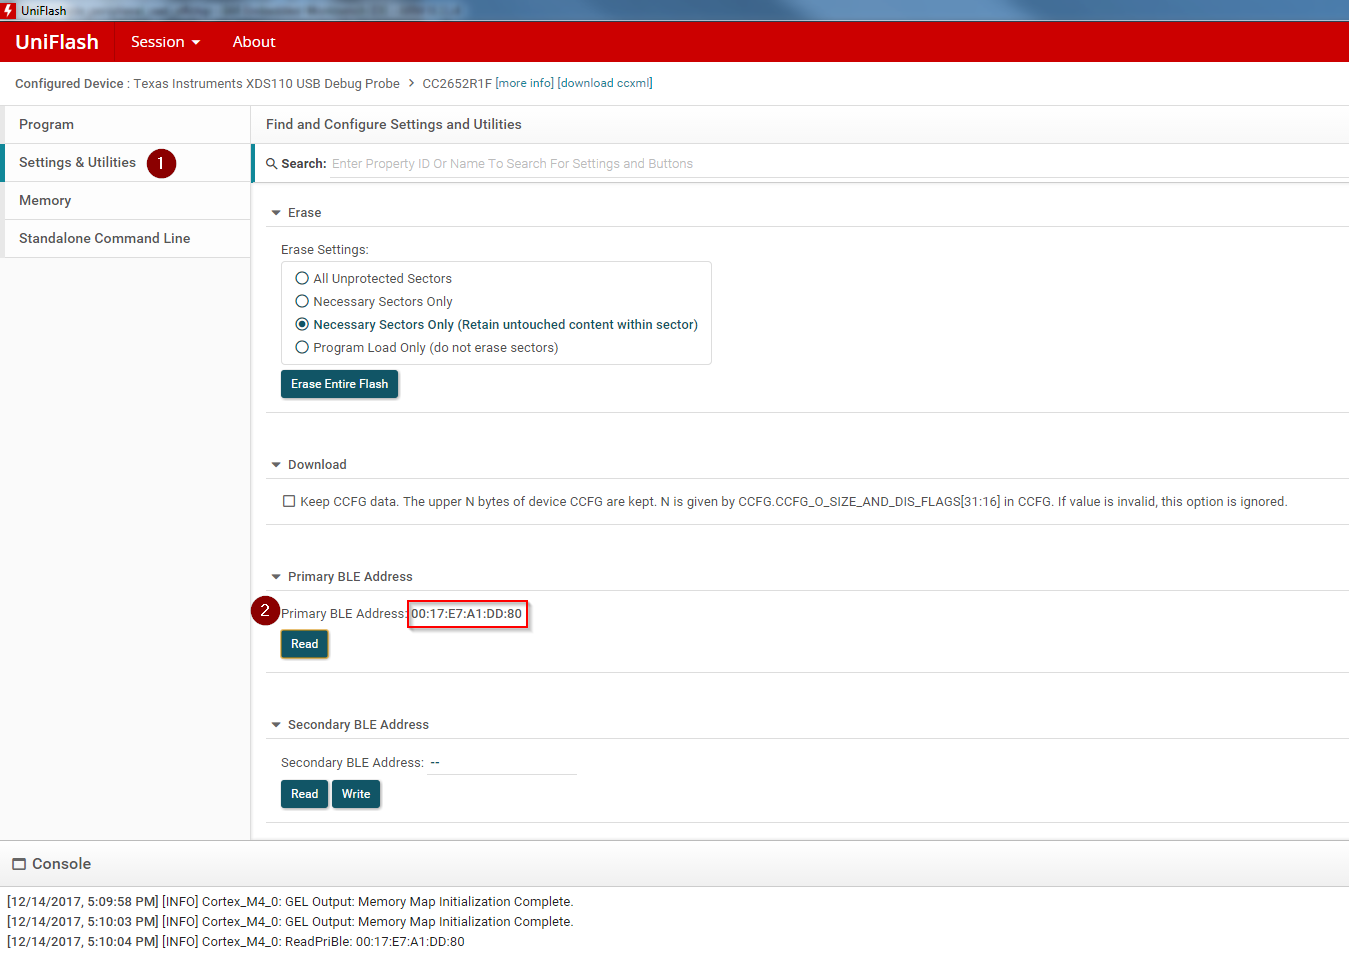 UniFlash
UniFlash Session About
Configured Device : Texas Instruments XDS110 USB Debug Probe > CC2652R1F [more info] [download ccxml]
Program
Settings & Utilities 1
Memory
Standalone Command Line
Find and Configure Settings and Utilities
Search: Enter Property ID Or Name To Search For Settings and Buttons
Erase
Erase Settings:
All Unprotected Sectors
Necessary Sectors Only
Necessary Sectors Only (Retain untouched content within sector)
Program Load Only (do not erase sectors)
Erase Entire Flash
Download
Keep CCFG data. The upper N bytes of device CCFG are kept. N is given by CCFG.CCFG_O_SIZE_AND_DIS_FLAGS[31:16] in CCFG. If value is invalid, this option is ignored.
Primary BLE Address
2 Primary BLE Address: 00:17:E7:A1:DD:80
Read
Secondary BLE Address
Secondary BLE Address: --
Read Write
Console
[12/14/2017, 5:09:58 PM] [INFO] Cortex_M4_0: GEL Output: Memory Map Initialization Complete.
[12/14/2017, 5:10:03 PM] [INFO] Cortex_M4_0: GEL Output: Memory Map Initialization Complete.
[12/14/2017, 5:10:04 PM] [INFO] Cortex_M4_0: ReadPriBle: 00:17:E7:A1:DD:80